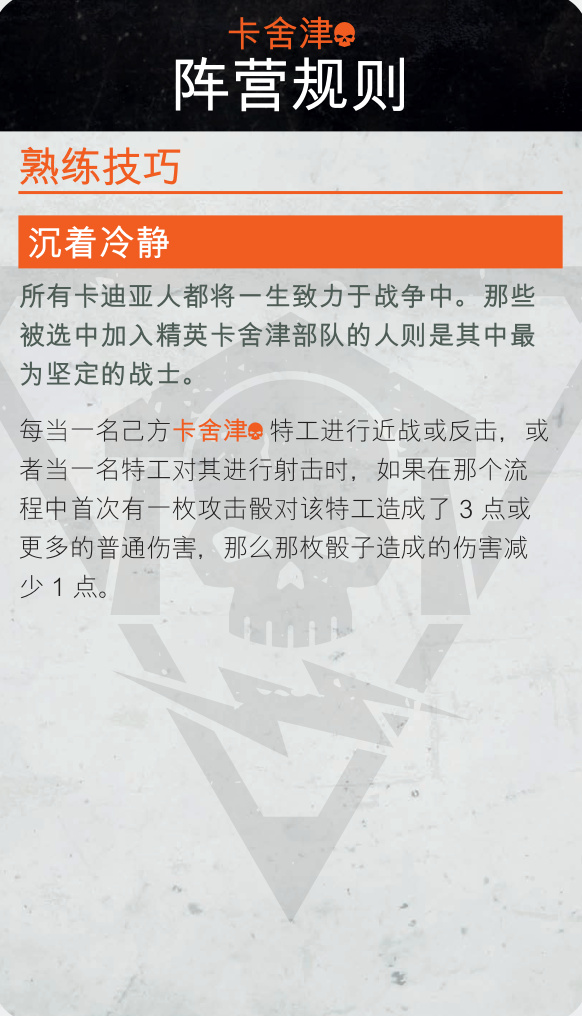 卡舍津
阵营规则
熟练技巧
沉着冷静
所有卡迪亚人都将一生致力于战争中。那些
被选中加入精英卡舍津部队的人则是其中最
为坚定的战士。
每当一名己方卡舍津 特工进行近战或反击，或
者当一名特工对其进行射击时，如果在那个流
程中首次有一枚攻击骰对该特工造成了 3 点或
更多的普通伤害，那么那枚骰子造成的伤害减
少 1 点。